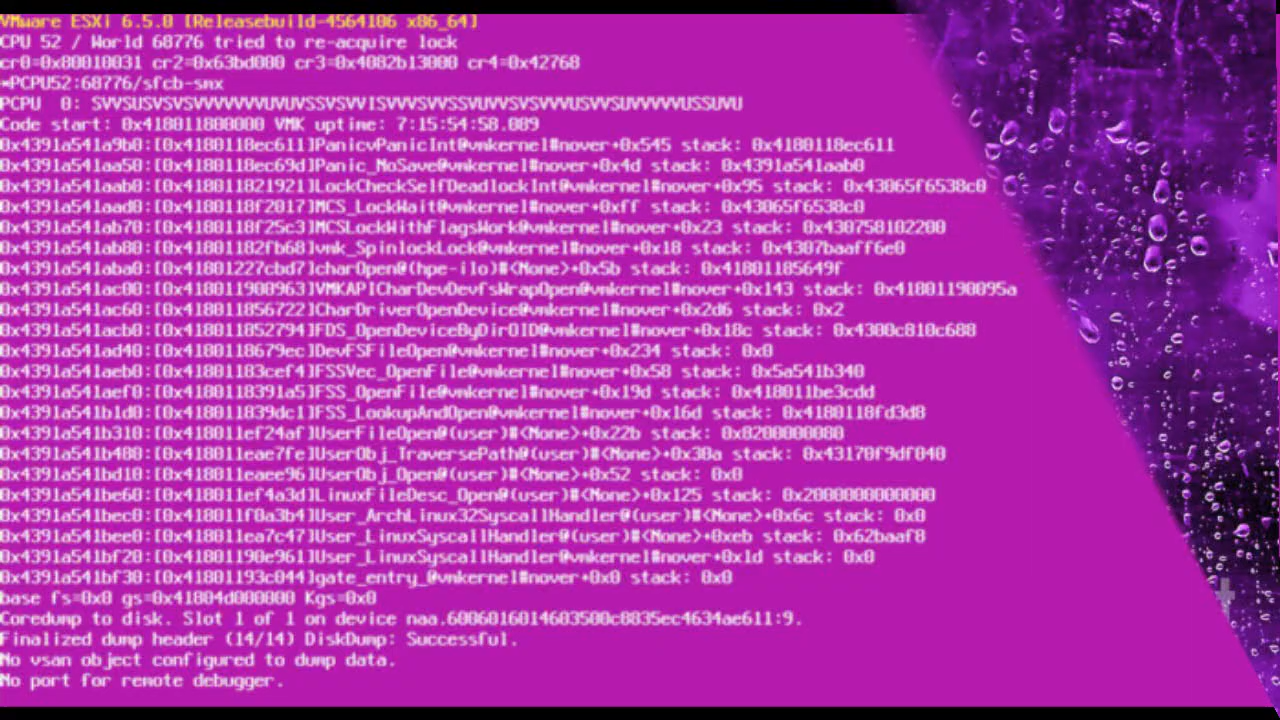 VMware ESXi 6.5.0 [Releasebuild-4564106 x86_64]
CPU 52 / World 68776 tried to re-acquire lock
cr0=0x80010031 cr2=0x63bd000 cr3=0x4082b13000 cr4=0x42768
*PCPU52:68776/sfcb-smx
PCPU  0: SVVSUSVSVSVVVVVVVUVUVSSVSVVISVVVSVVSSVUVVSVSVVVUSVVSUVVVVVUSSUVU
Code start: 0x418011800000 VMK uptime: 7:15:54:58.089
0x4391a541a9b0:[0x4180118ec611]PanicvPanicInt@vmkernel#nover+0x545 stack: 0x4180118ec611
0x4391a541aa50:[0x4180118ec69d]Panic_NoSave@vmkernel#nover+0x4d stack: 0x4391a541aab0
0x4391a541aab0:[0x418011821921]LockCheckSelfDeadlockInt@vmkernel#nover+0x95 stack: 0x43065f6538c0
0x4391a541aad0:[0x4180118f2017]MCS_LockWait@vmkernel#nover+0xff stack: 0x43065f6538c0
0x4391a541ab70:[0x4180118f25c3]MCSLockWithFlagsWork@vmkernel#nover+0x23 stack: 0x430758102200
0x4391a541ab80:[0x41801182fb68]vmk_SpinlockLock@vmkernel#nover+0x18 stack: 0x4307baaff6e0
0x4391a541aba0:[0x41801227cbd7]charOpen@(hpe-ilo)#<None>+0x5b stack: 0x41801185649f
0x4391a541ac00:[0x418011900963]VMKAPICharDevDevfsWrapOpen@vmkernel#nover+0x143 stack: 0x41801190095a
0x4391a541ac60:[0x418011856722]CharDriverOpenDevice@vmkernel#nover+0x2d6 stack: 0x2
0x4391a541acb0:[0x418011852794]FDS_OpenDeviceByDirOID@vmkernel#nover+0x18c stack: 0x4300c810c688
0x4391a541ad40:[0x4180118679ec]DevFSFileOpen@vmkernel#nover+0x234 stack: 0x0
0x4391a541aeb0:[0x41801183cef4]FSSVec_OpenFile@vmkernel#nover+0x58 stack: 0x5a541b340
0x4391a541aef0:[0x4180118391a5]FSS_OpenFile@vmkernel#nover+0x19d stack: 0x418011be3cdd
0x4391a541b1d0:[0x418011839dc1]FSS_LookupAndOpen@vmkernel#nover+0x16d stack: 0x4180118fd3d8
0x4391a541b310:[0x418011ef24af]UserFileOpen@(user)#<None>+0x22b stack: 0x8200000080
0x4391a541b480:[0x418011eae7fe]UserObj_TraversePath@(user)#<None>+0x30a stack: 0x43170f9df040
0x4391a541bd10:[0x418011eaee96]UserObj_Open@(user)#<None>+0x52 stack: 0x0
0x4391a541be60:[0x418011ef4a3d]LinuxFileDesc_Open@(user)#<None>+0x125 stack: 0x2000000000000
0x4391a541bec0:[0x418011f0a3b4]User_ArchLinux32SyscallHandler@(user)#<None>+0x6c stack: 0x0
0x4391a541bee0:[0x418011ea7c47]User_LinuxSyscallHandler@(user)#<None>+0xeb stack: 0x62baaf8
0x4391a541bf20:[0x41801190e961]User_LinuxSyscallHandler@vmkernel#nover+0x1d stack: 0x0
0x4391a541bf30:[0x41801193c044]gate_entry_@vmkernel#nover+0x0 stack: 0x0
base fs=0x0 gs=0x41804d000000 Kgs=0x0
Coredump to disk. Slot 1 of 1 on device naa.6006016014603500c8835ec4634ae611:9.
Finalized dump header (14/14) DiskDump: Successful.
No vsan object configured to dump data.
No port for remote debugger.